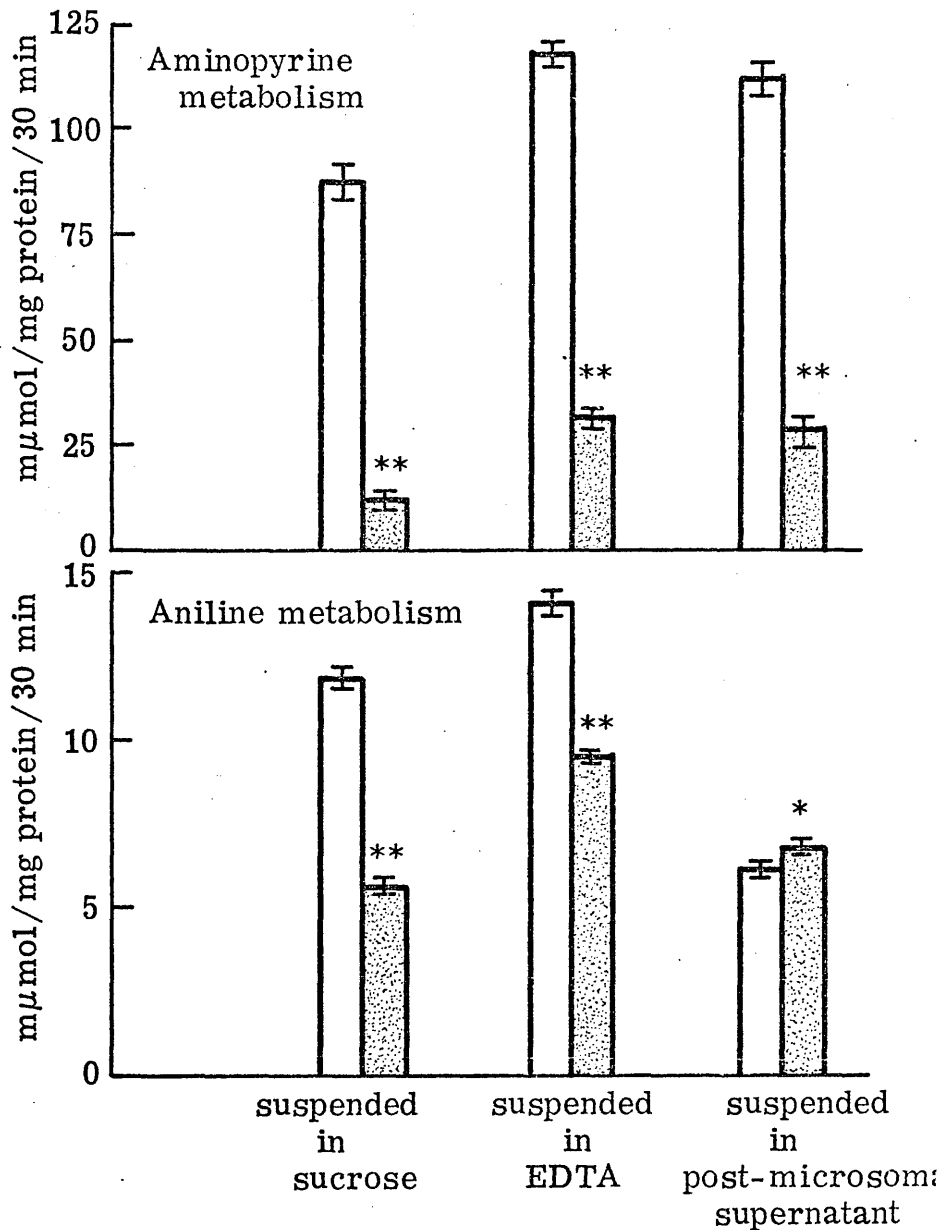 125
Aminopyrine
metabolism
100
75
50
25
0
**
**
**
mμmol/mg protein/30 min
15
Aniline metabolism
10
5
0
**
**
*
mμmol/mg protein/30 min
suspended
in
sucrose
suspended
in
EDTA
suspended
in
post-microsoma
supernatant